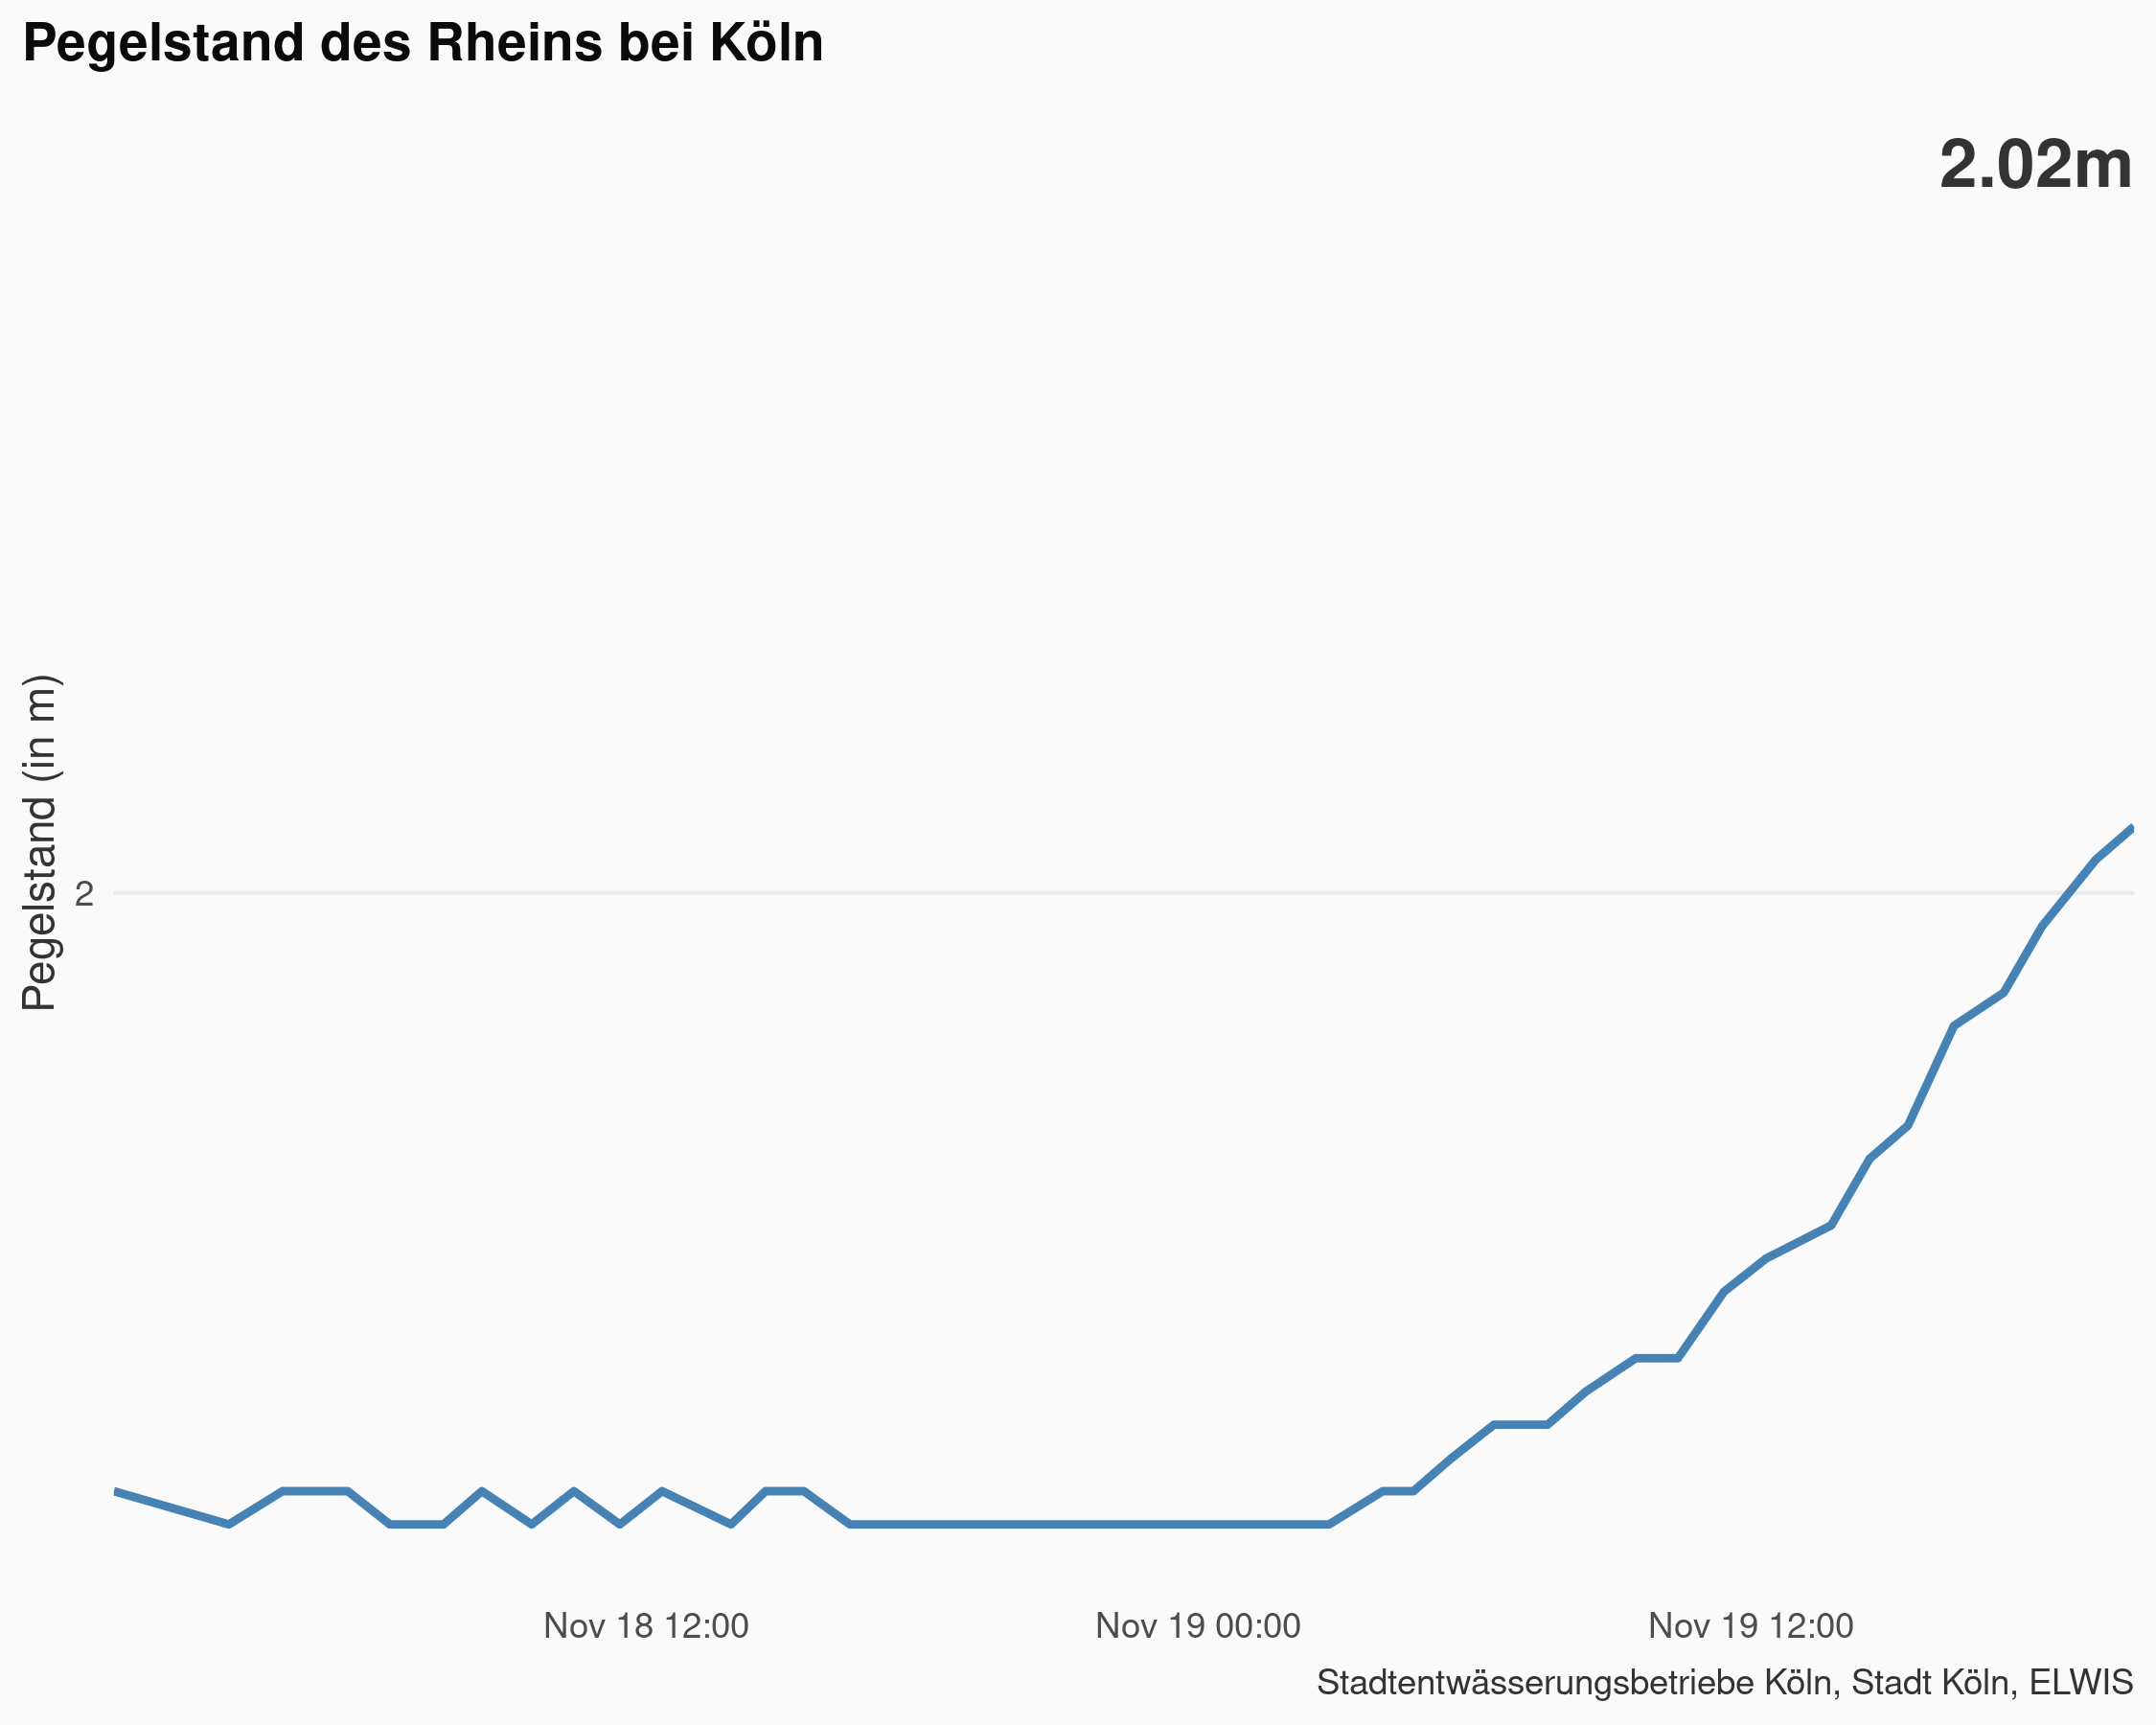 Pegelstand des Rheins bei Köln
2.02m
Pegelstand (in m)
2
Nov 18 12:00
Nov 19 00:00
Nov 19 12:00
Stadtentwässerungsbetriebe Köln, Stadt Köln, ELWIS